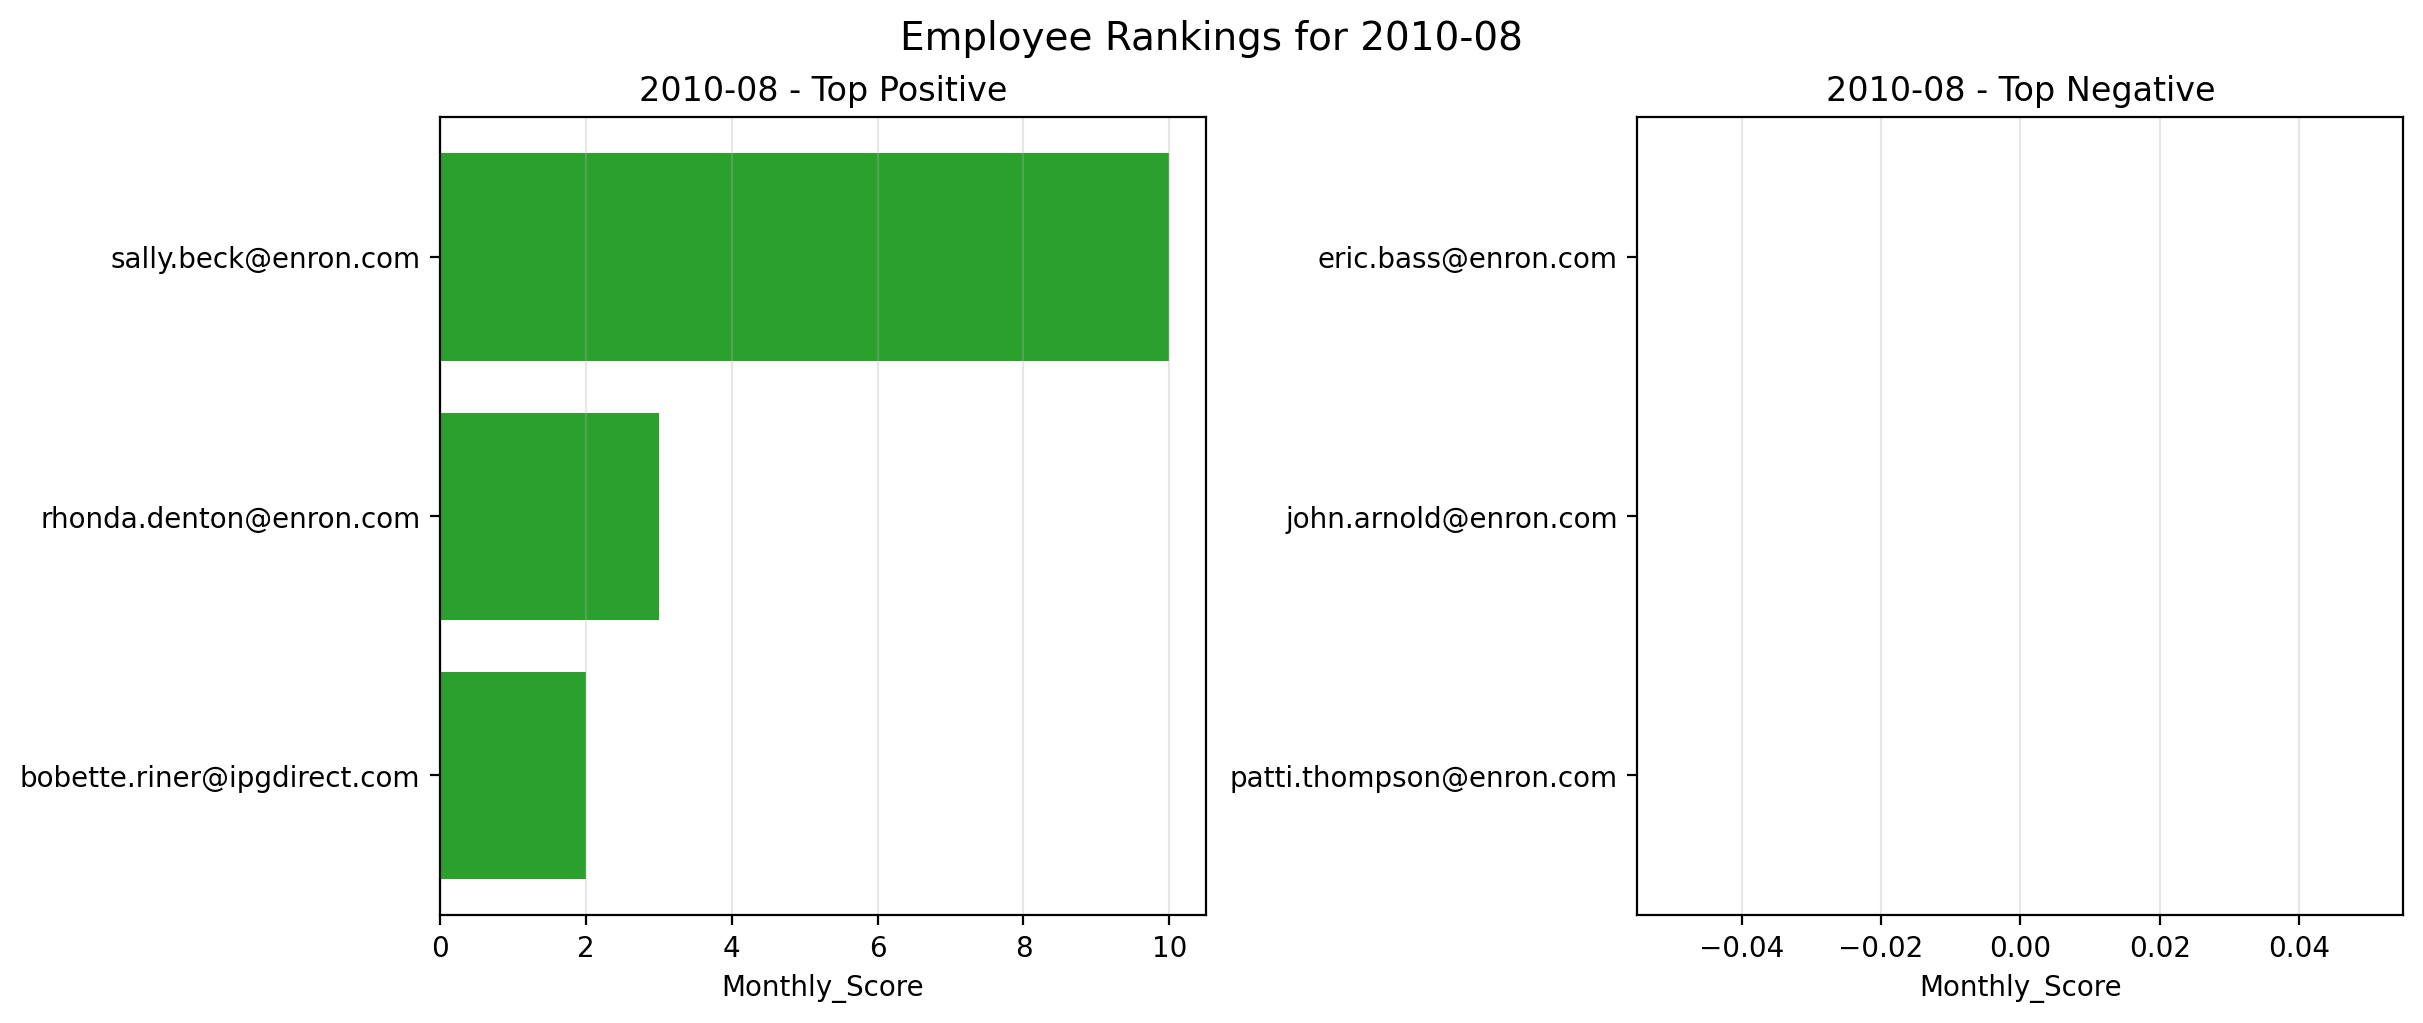 Employee Rankings for 2010-08
2010-08 - Top Positive
sally.beck@enron.com
rhonda.denton@enron.com
bobette.riner@ipgdirect.com
0 2 4 6 8 10
Monthly_Score
2010-08 - Top Negative
eric.bass@enron.com
john.arnold@enron.com
patti.thompson@enron.com
−0.04 −0.02 0.00 0.02 0.04
Monthly_Score